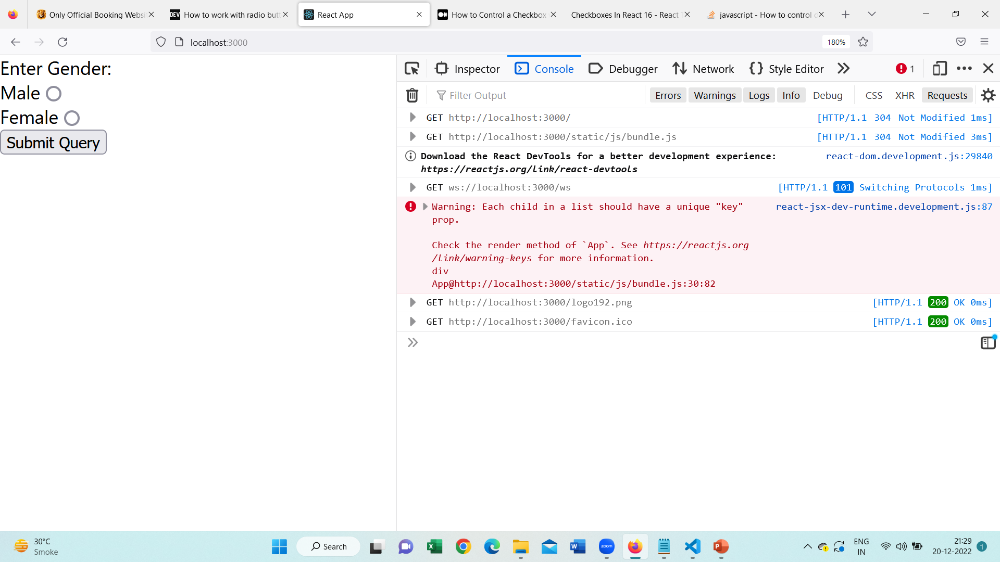 Only Official Booking Websi
How to work with radio butt
React App
How to Control a Checkbox
Checkboxes In React 16 - React T
javascript - How to control c
localhost:3000
180%
Enter Gender:
Male
Female
Submit Query
Inspector
Console
Debugger
Network
Style Editor
1
Filter Output
Errors
Warnings
Logs
Info
Debug
CSS
XHR
Requests
GET http://localhost:3000/
[HTTP/1.1 304 Not Modified 1ms]
GET http://localhost:3000/static/js/bundle.js
[HTTP/1.1 304 Not Modified 3ms]
Download the React DevTools for a better development experience:
react-dom.development.js:29840
https://reactjs.org/link/react-devtools
GET ws://localhost:3000/ws
[HTTP/1.1 101 Switching Protocols 1ms]
Warning: Each child in a list should have a unique "key"
react-jsx-dev-runtime.development.js:87
prop.
Check the render method of `App`. See https://reactjs.org
/link/warning-keys for more information.
div
App@http://localhost:3000/static/js/bundle.js:30:82
GET http://localhost:3000/logo192.png
[HTTP/1.1 200 OK 0ms]
GET http://localhost:3000/favicon.ico
[HTTP/1.1 200 OK 0ms]
30°C
Smoke
Search
zoom
ENG
IN
21:29
20-12-2022
1